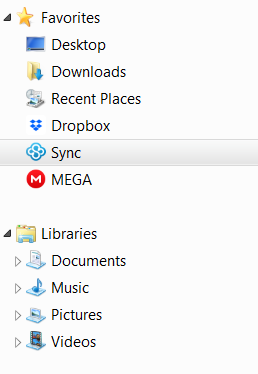 Favorites
Desktop
Downloads
Recent Places
Dropbox
Sync
MEGA
Libraries
Documents
Music
Pictures
Videos